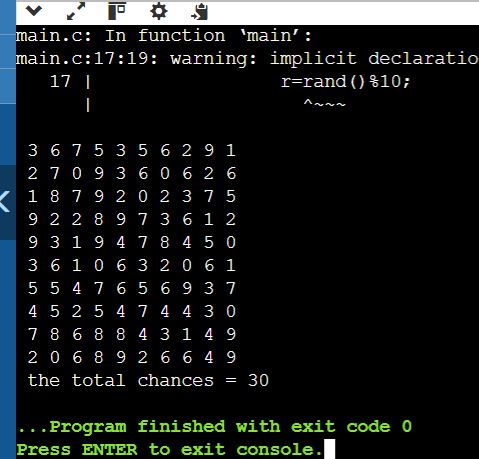 main.c: In function ‘main’:
main.c:17:19: warning: implicit declaratio
17 | r=rand()%10;
| ^~~~
3 6 7 5 3 5 6 2 9 1
2 7 0 9 3 6 0 6 2 6
1 8 7 9 2 0 2 3 7 5
9 2 2 8 9 7 3 6 1 2
9 3 1 9 4 7 8 4 5 0
3 6 1 0 6 3 2 0 6 1
5 5 4 7 6 5 6 9 3 7
4 5 2 5 4 7 4 4 3 0
7 8 6 8 8 4 3 1 4 9
2 0 6 8 9 2 6 6 4 9
the total chances = 30
...Program finished with exit code 0
Press ENTER to exit console.